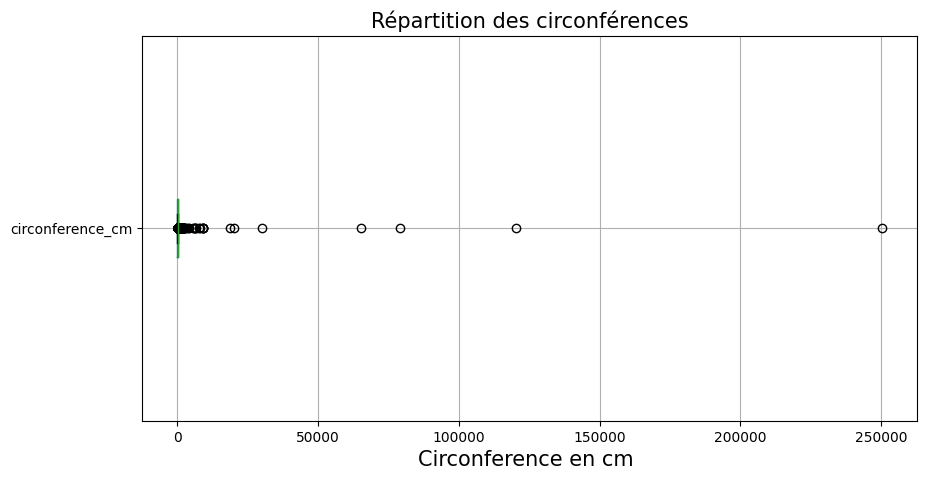 Répartition des circonférences
circonference_cm
0 50000 100000 150000 200000 250000
Circonference en cm